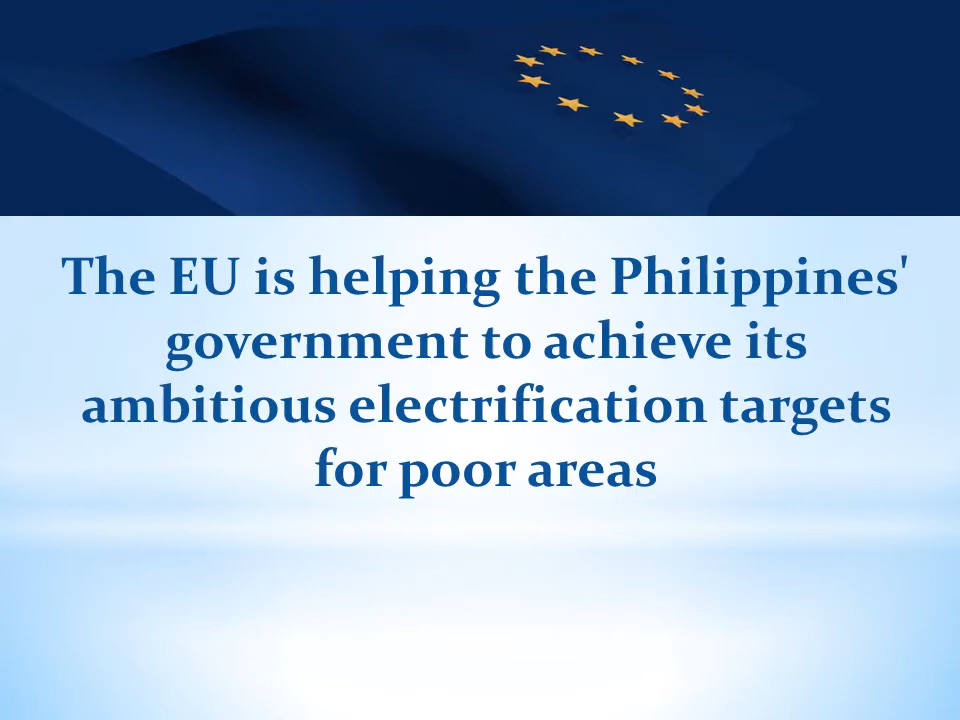 The EU is helping the Philippines'
government to achieve its
ambitious electrification targets
for poor areas